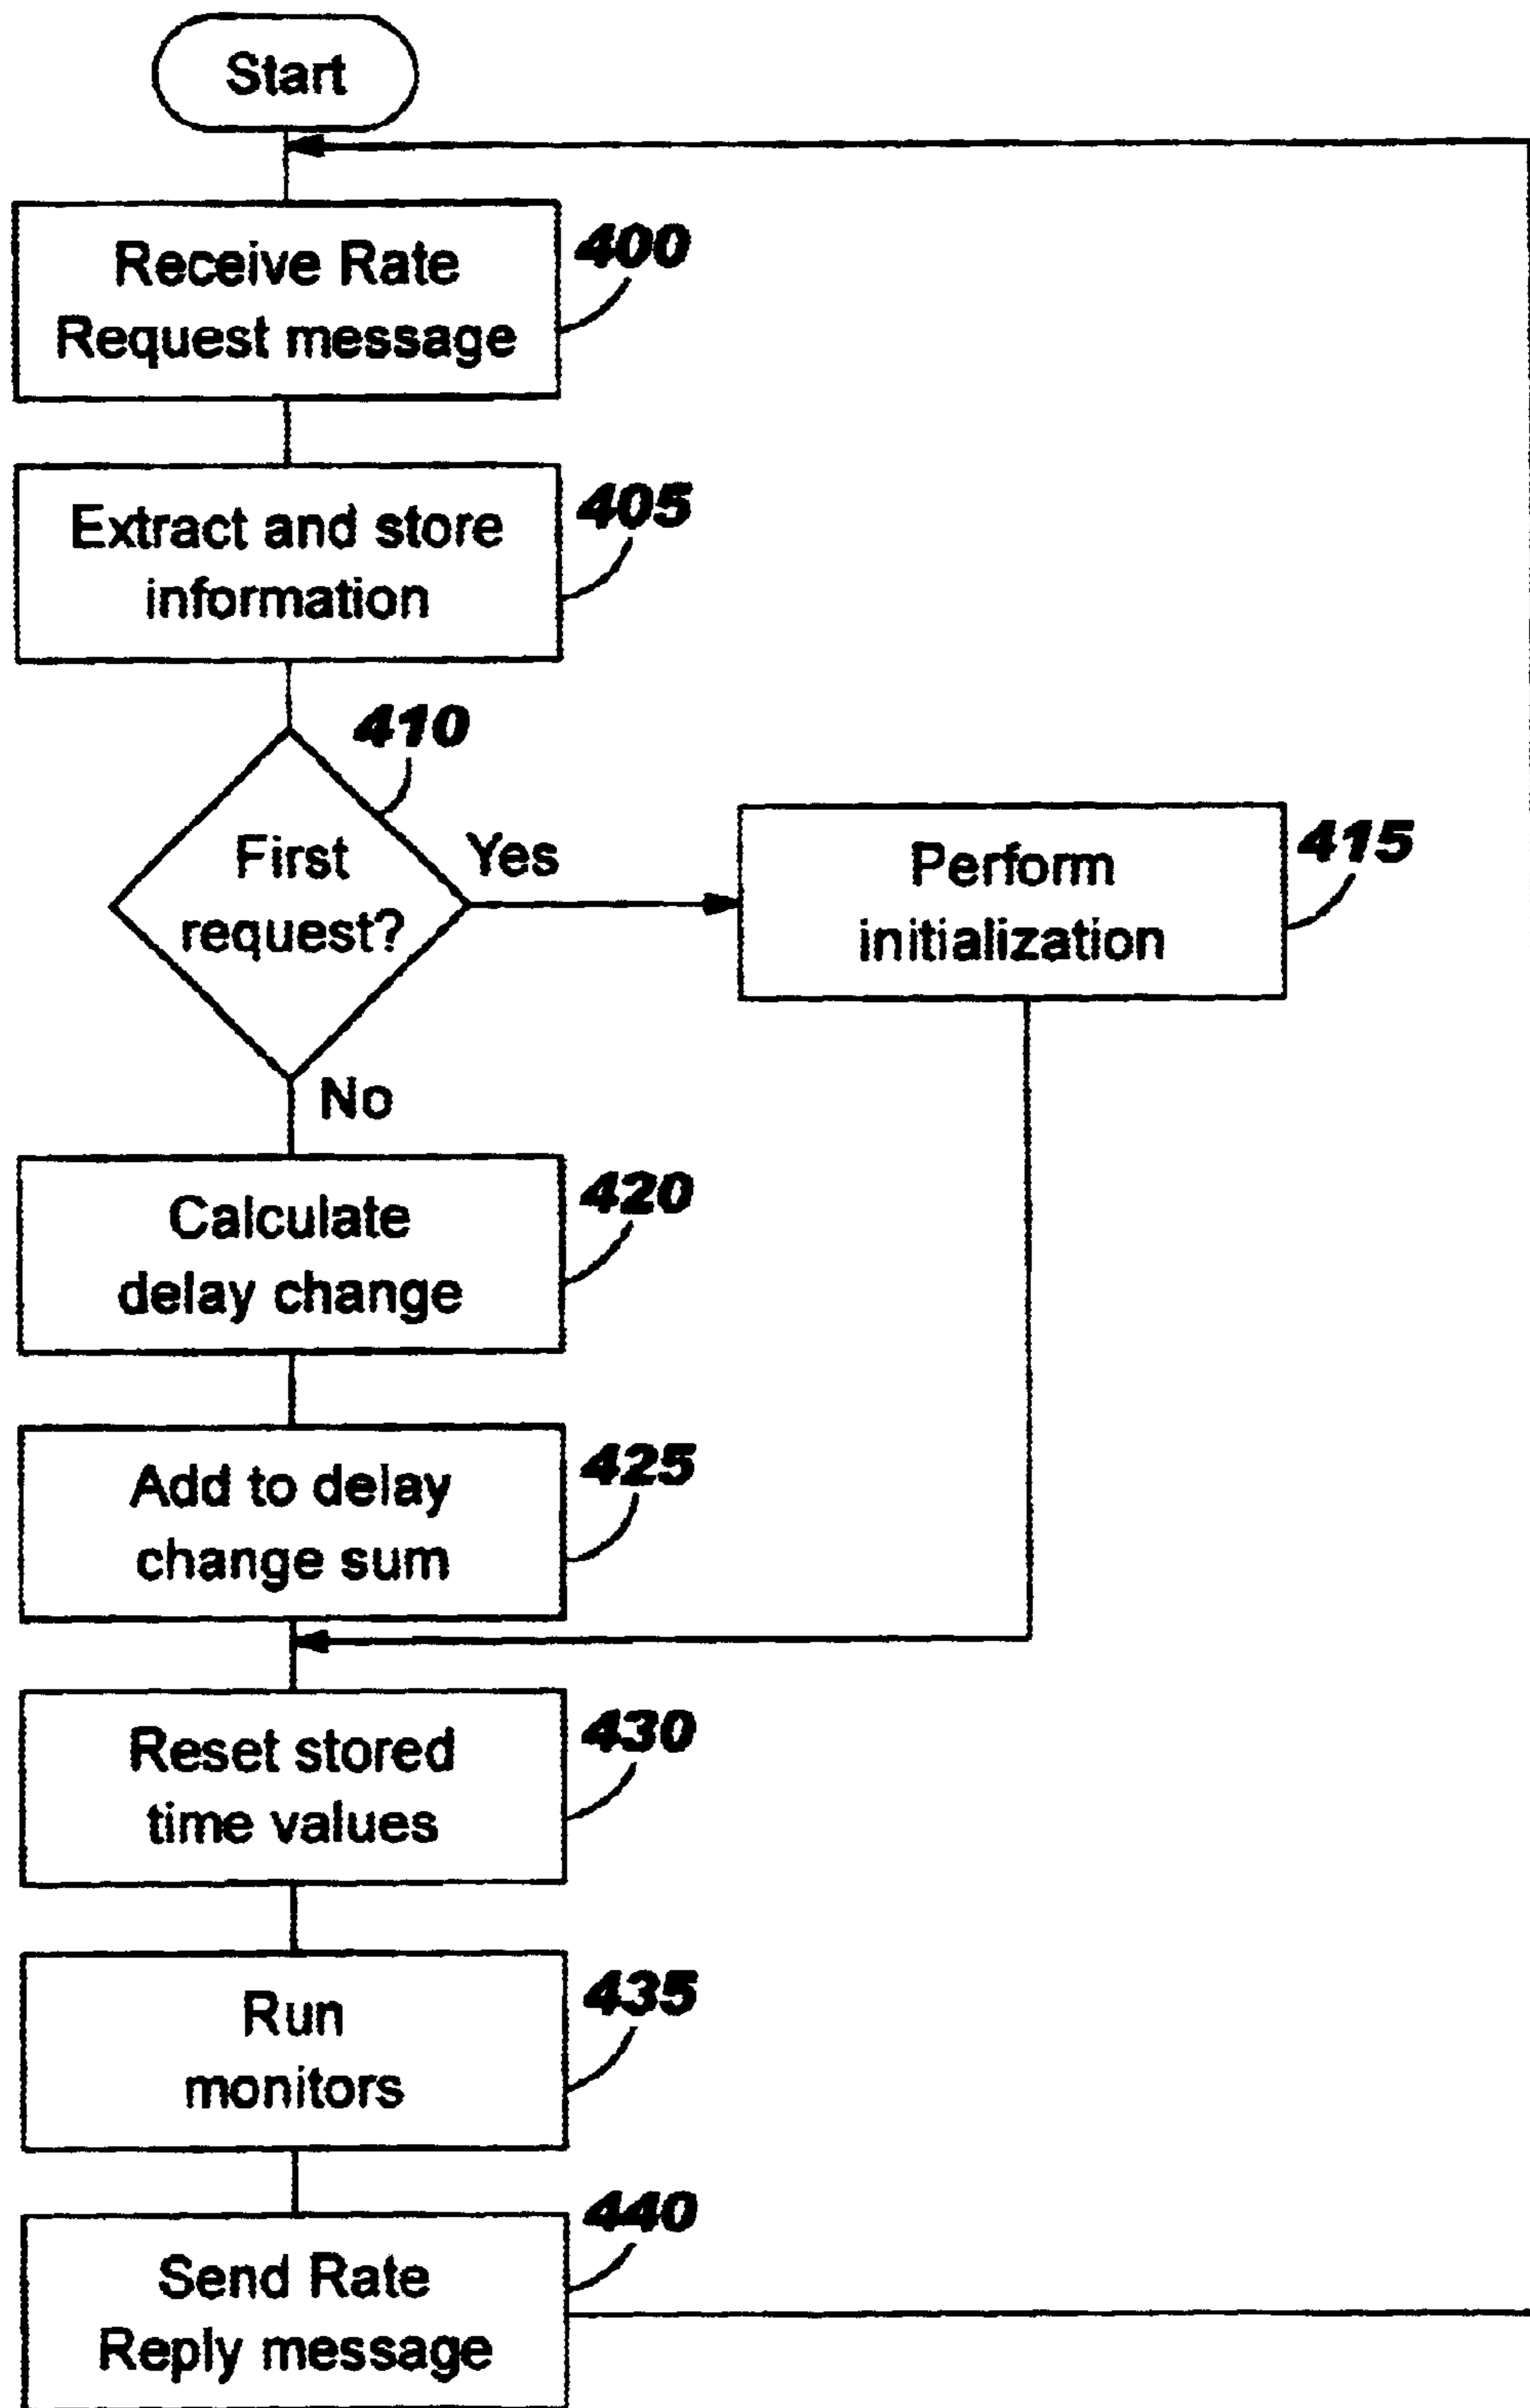 Start
Receive Rate
Request message
400
Extract and store
information
405
410
First
request?
Yes
Perform
initialization
415
No
Calculate
delay change
420
Add to delay
change sum
425
Reset stored
time values
430
Run
monitors
435
Send Rate
Reply message
440